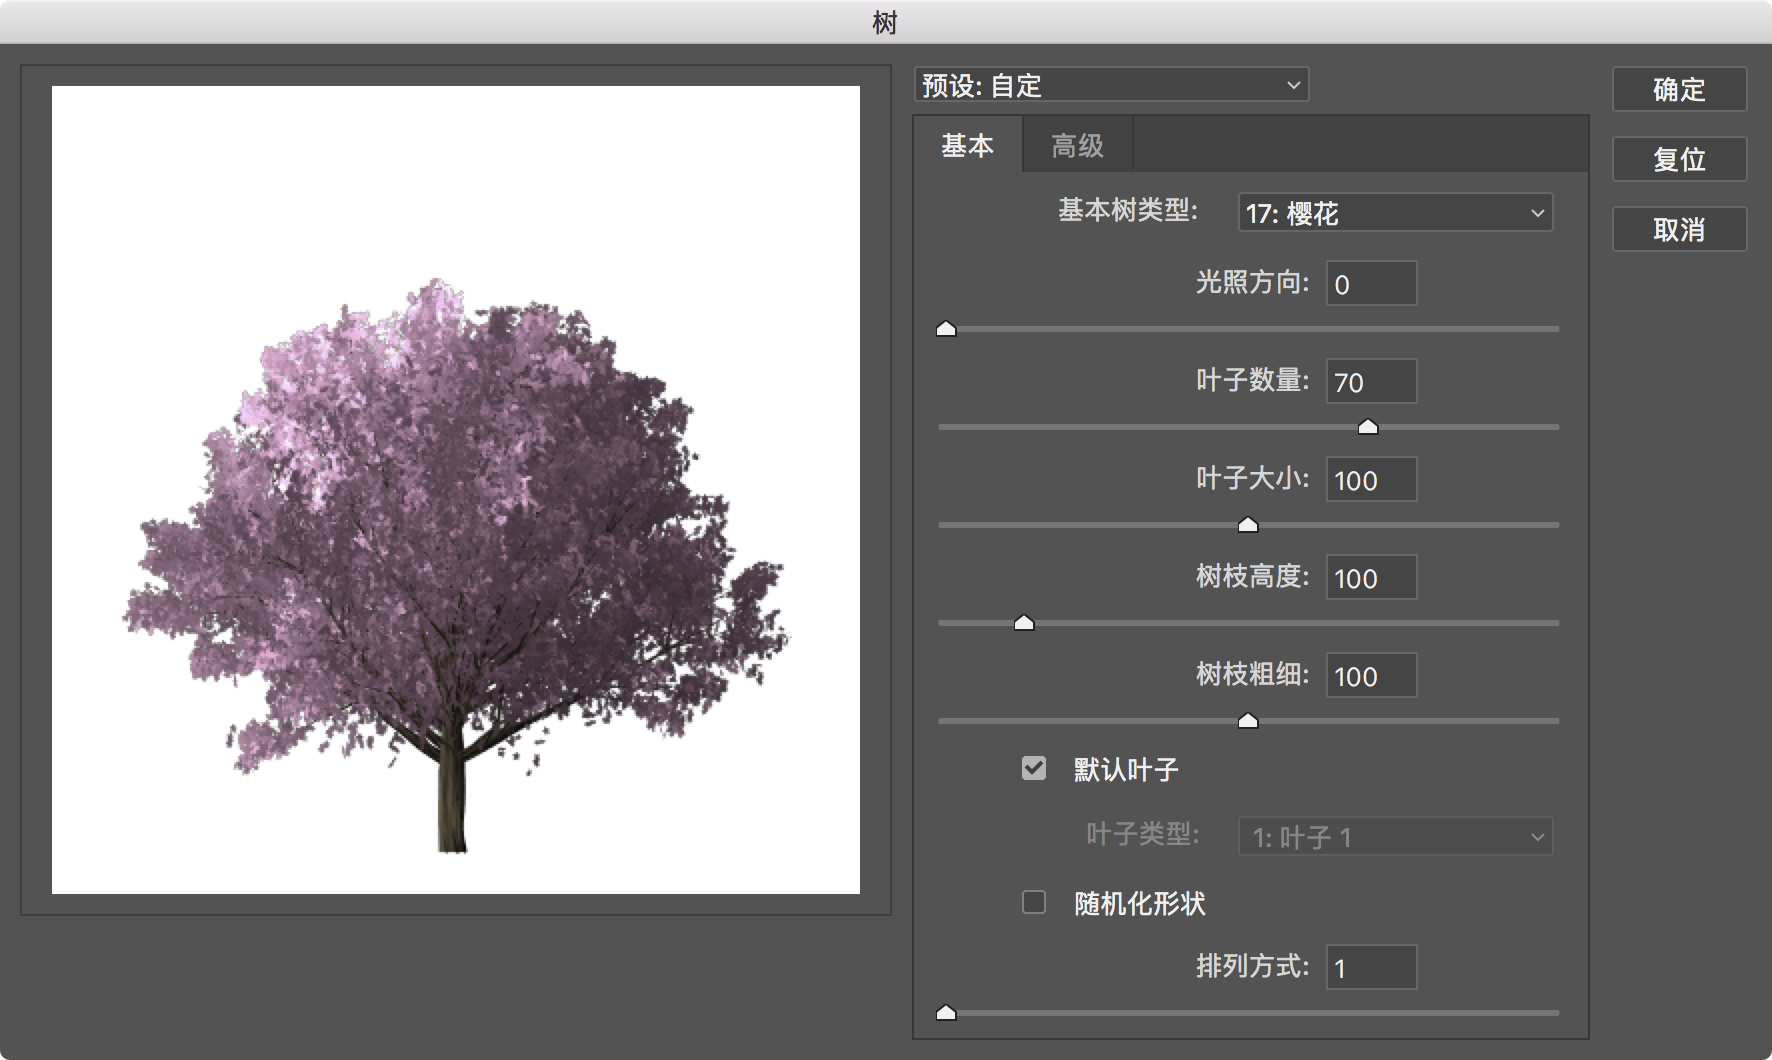 树
预设: 自定
确定
复位
取消
基本
高级
基本树类型:
17: 樱花
光照方向:
0
叶子数量:
70
叶子大小:
100
树枝高度:
100
树枝粗细:
100
默认叶子
叶子类型:
1: 叶子 1
随机化形状
排列方式:
1